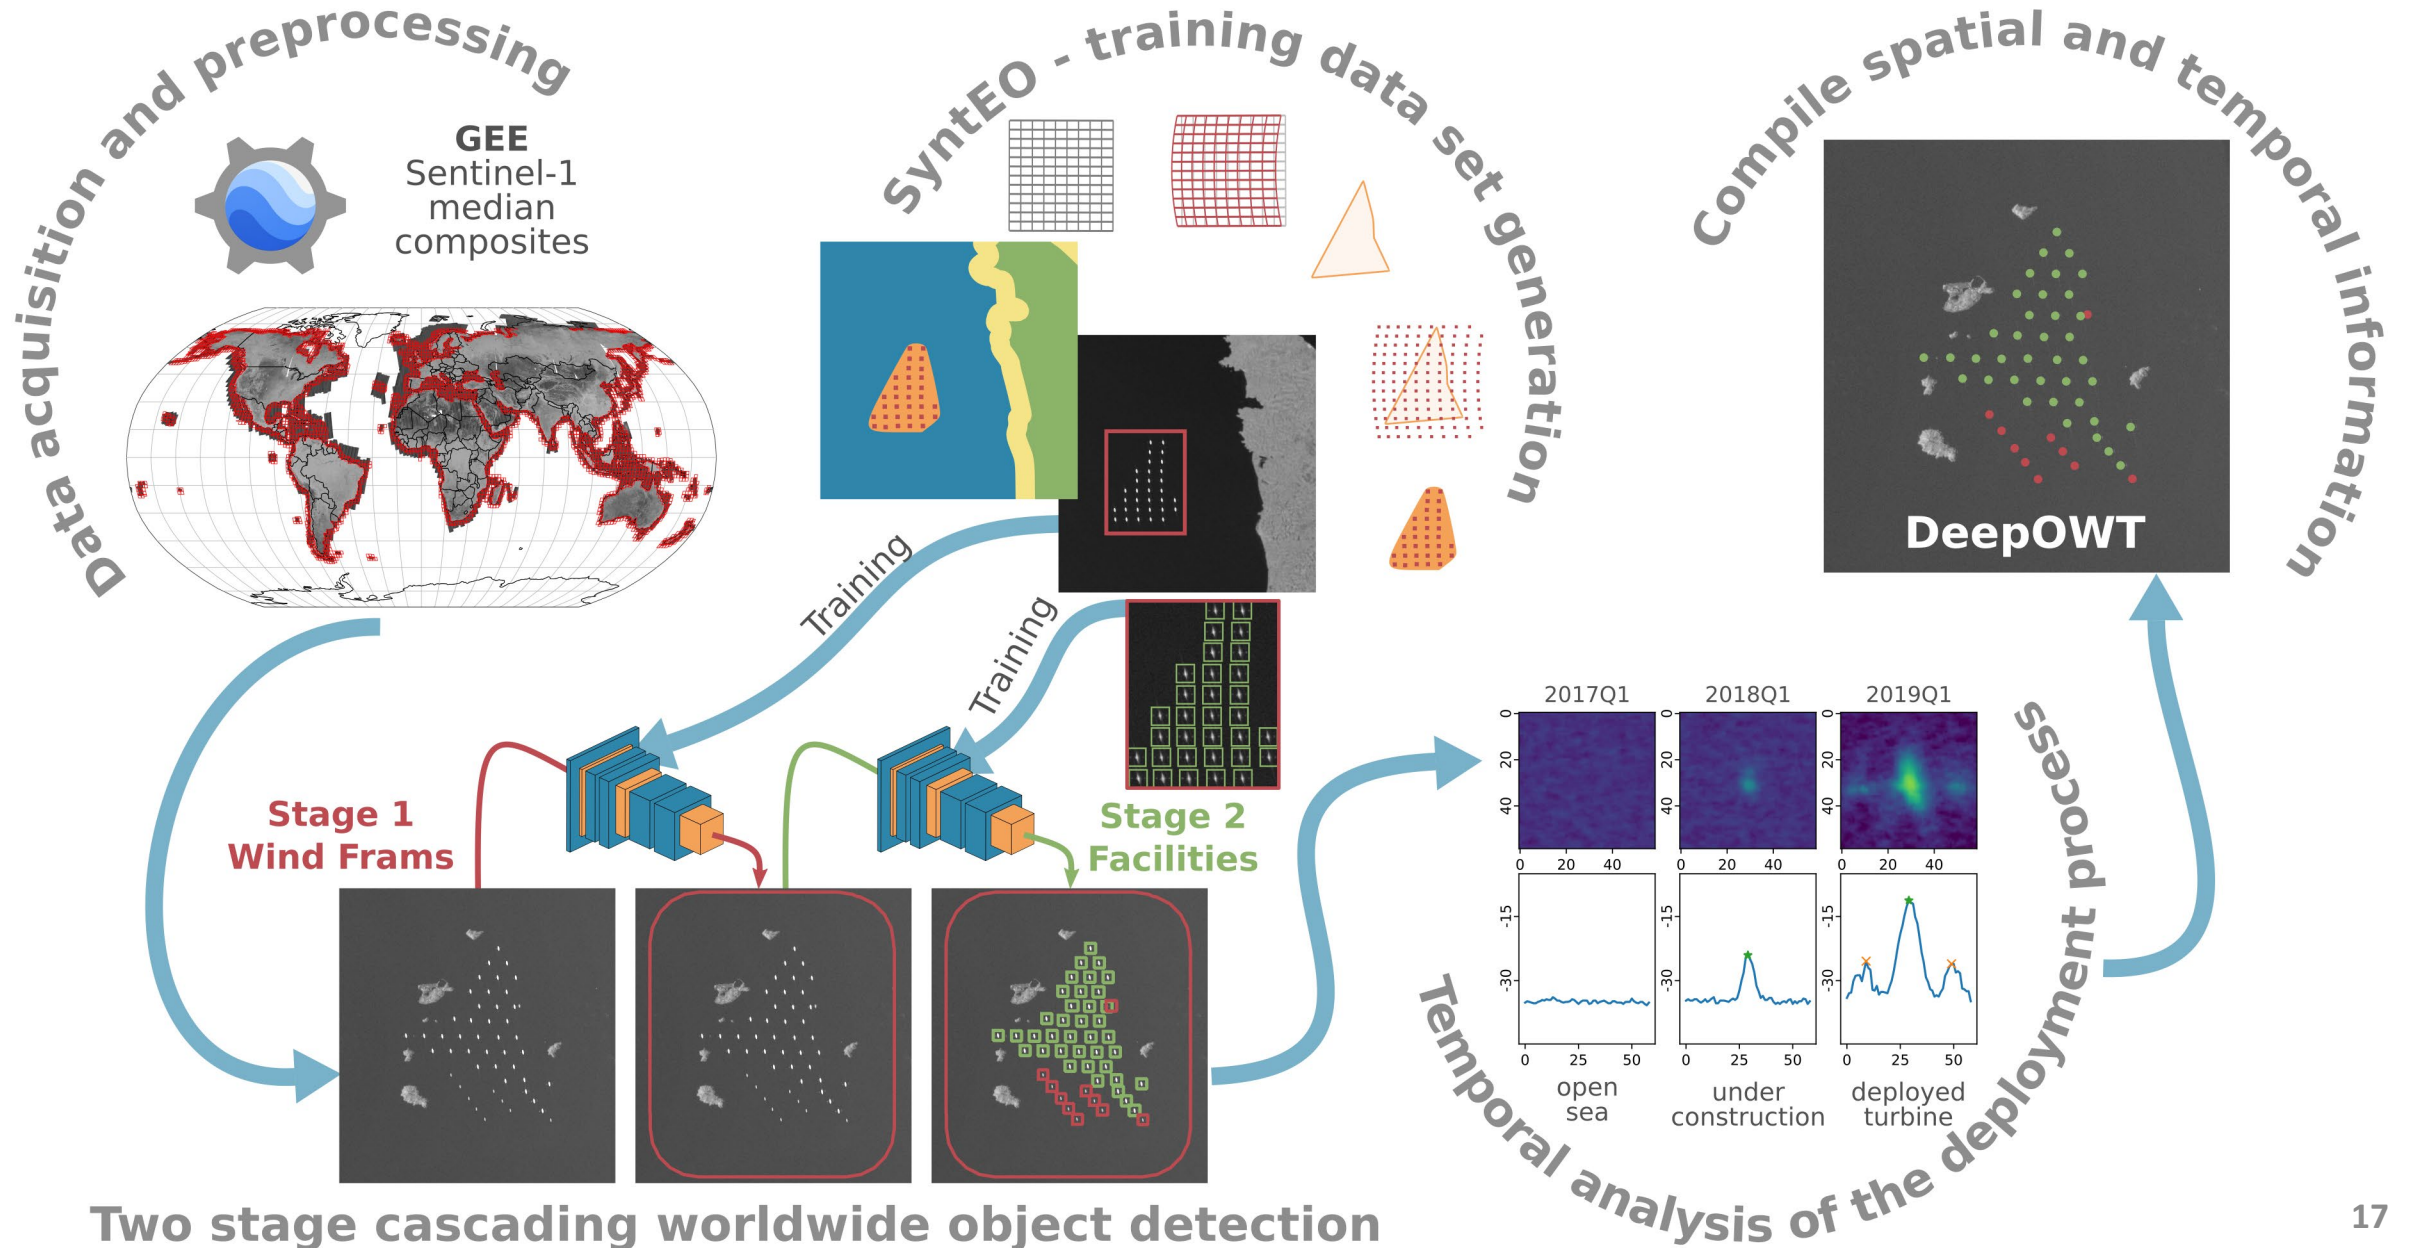 Data acquisition and preprocessing
GEE
Sentinel-1
median
composites
SyntEO - training data set generation
Training
Training
Compile spatial and temporal information
DeepOWT
Stage 1
Wind Frams
Stage 2
Facilities
Two stage cascading worldwide object detection
2017Q1
2018Q1
2019Q1
0
20
40
0
20
40
0
20
40
0
20
40
0
20
40
0
20
40
-15
-30
-15
-30
-15
-30
0
25
50
0
25
50
0
25
50
open
sea
under
construction
deployed
turbine
Temporal analysis of the deployment process
17